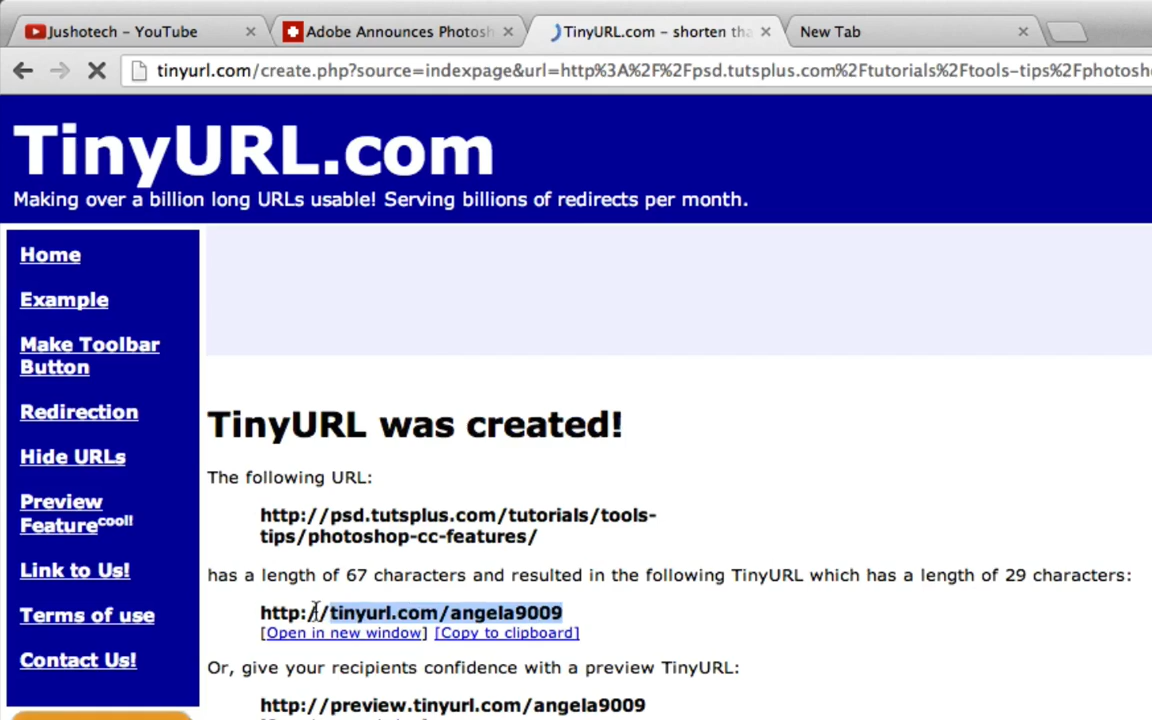 Jushotech - YouTube
Adobe Announces Photosh
TinyURL.com – shorten tha
New Tab
tinyurl.com/create.php?source=indexpage&url=http%3A%2F%2Fpsd.tutsplus.com%2Ftutorials%2Ftools-tips%2Fphotosh
TinyURL.com
Making over a billion long URLs usable! Serving billions of redirects per month.
Home
Example
Make Toolbar
Button
Redirection
Hide URLs
Preview
Feature cool!
Link to Us!
Terms of use
Contact Us!
TinyURL was created!
The following URL:
http://psd.tutsplus.com/tutorials/tools-
tips/photoshop-cc-features/
has a length of 67 characters and resulted in the following TinyURL which has a length of 29 characters:
http://tinyurl.com/angela9009
[Open in new window] [Copy to clipboard]
Or, give your recipients confidence with a preview TinyURL:
http://preview.tinyurl.com/angela9009